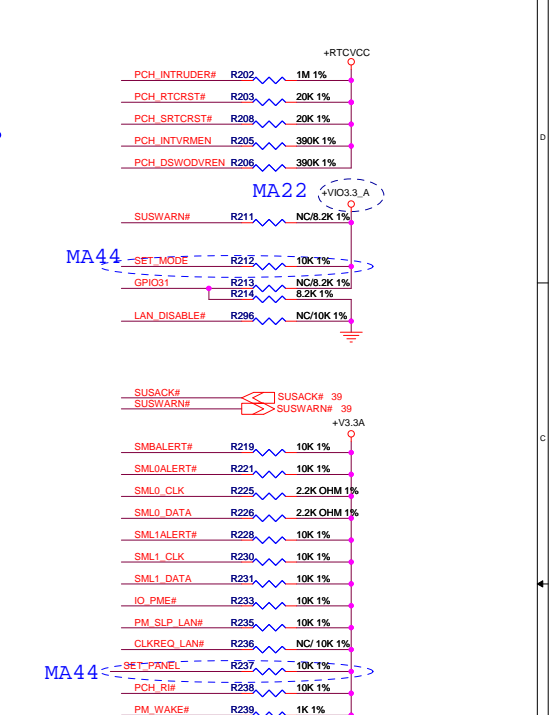 +RTCVCC
PCH_INTRUDER# R202 1M 1%
PCH_RTCRST# R203 20K 1%
PCH_SRTCRST# R208 20K 1%
PCH_INTVRMEN R205 390K 1%
PCH_DSWODVREN R206 390K 1%
MA22 +VIO3.3_A
SUSWARN# R211 NC/8.2K 1%
MA44 SET_MODE R212 10K 1%
GPIO31 R213 NC/8.2K 1%
R214 8.2K 1%
LAN_DISABLE# R296 NC/10K 1%
SUSACK# SUSACK# 39
SUSWARN# SUSWARN# 39
+V3.3A
SMBALERT# R219 10K 1%
SML0ALERT# R221 10K 1%
SML0_CLK R225 2.2K OHM 1%
SML0_DATA R226 2.2K OHM 1%
SML1ALERT# R228 10K 1%
SML1_CLK R230 10K 1%
SML1_DATA R231 10K 1%
IO_PME# R233 10K 1%
PM_SLP_LAN# R235 10K 1%
CLKREQ_LAN# R236 NC/ 10K 1%
MA44 SET_PANEL R237 10K 1%
PCH_RI# R238 10K 1%
PM_WAKE# R239 1K 1%
D
C